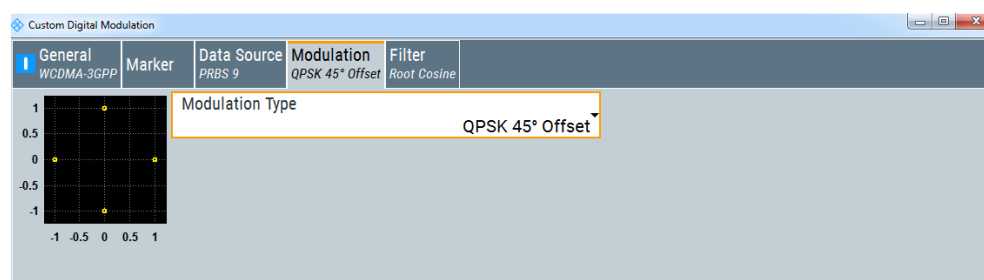 Custom Digital Modulation
General
WCDMA-3GPP
Marker
Data Source
PRBS 9
Modulation
QPSK 45° Offset
Filter
Root Cosine
Modulation Type
QPSK 45° Offset
1
0.5
0
-0.5
-1
-1 -0.5 0 0.5 1